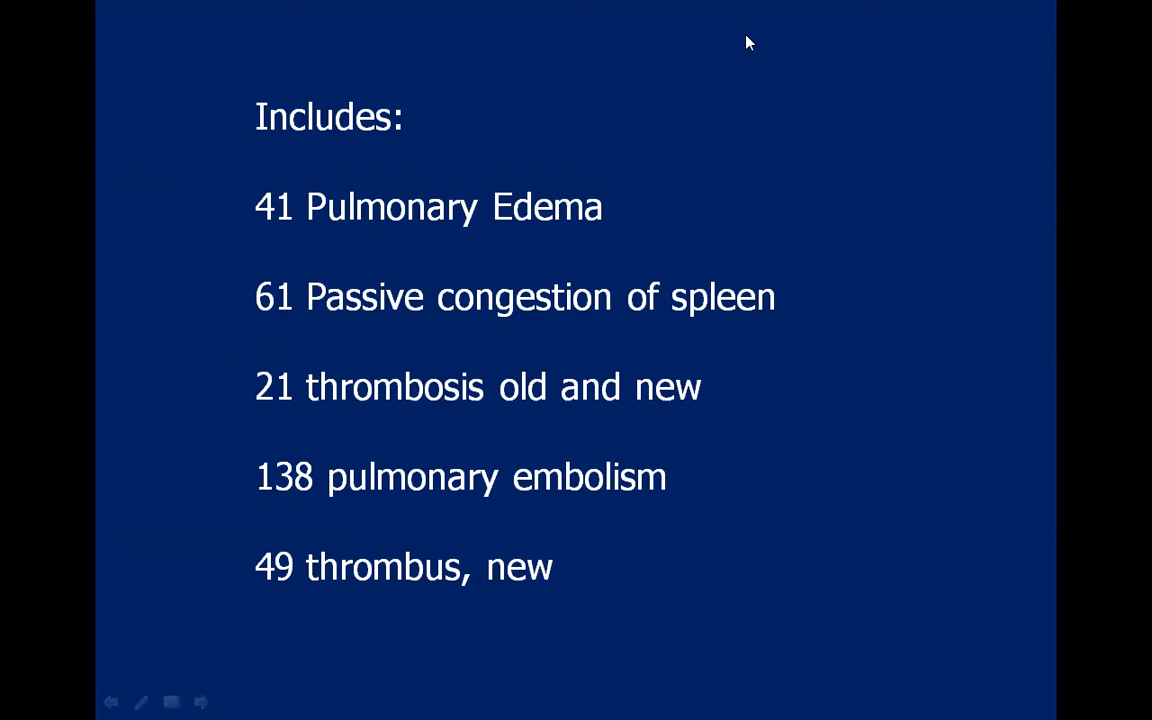 Includes:
41 Pulmonary Edema
61 Passive congestion of spleen
21 thrombosis old and new
138 pulmonary embolism
49 thrombus, new